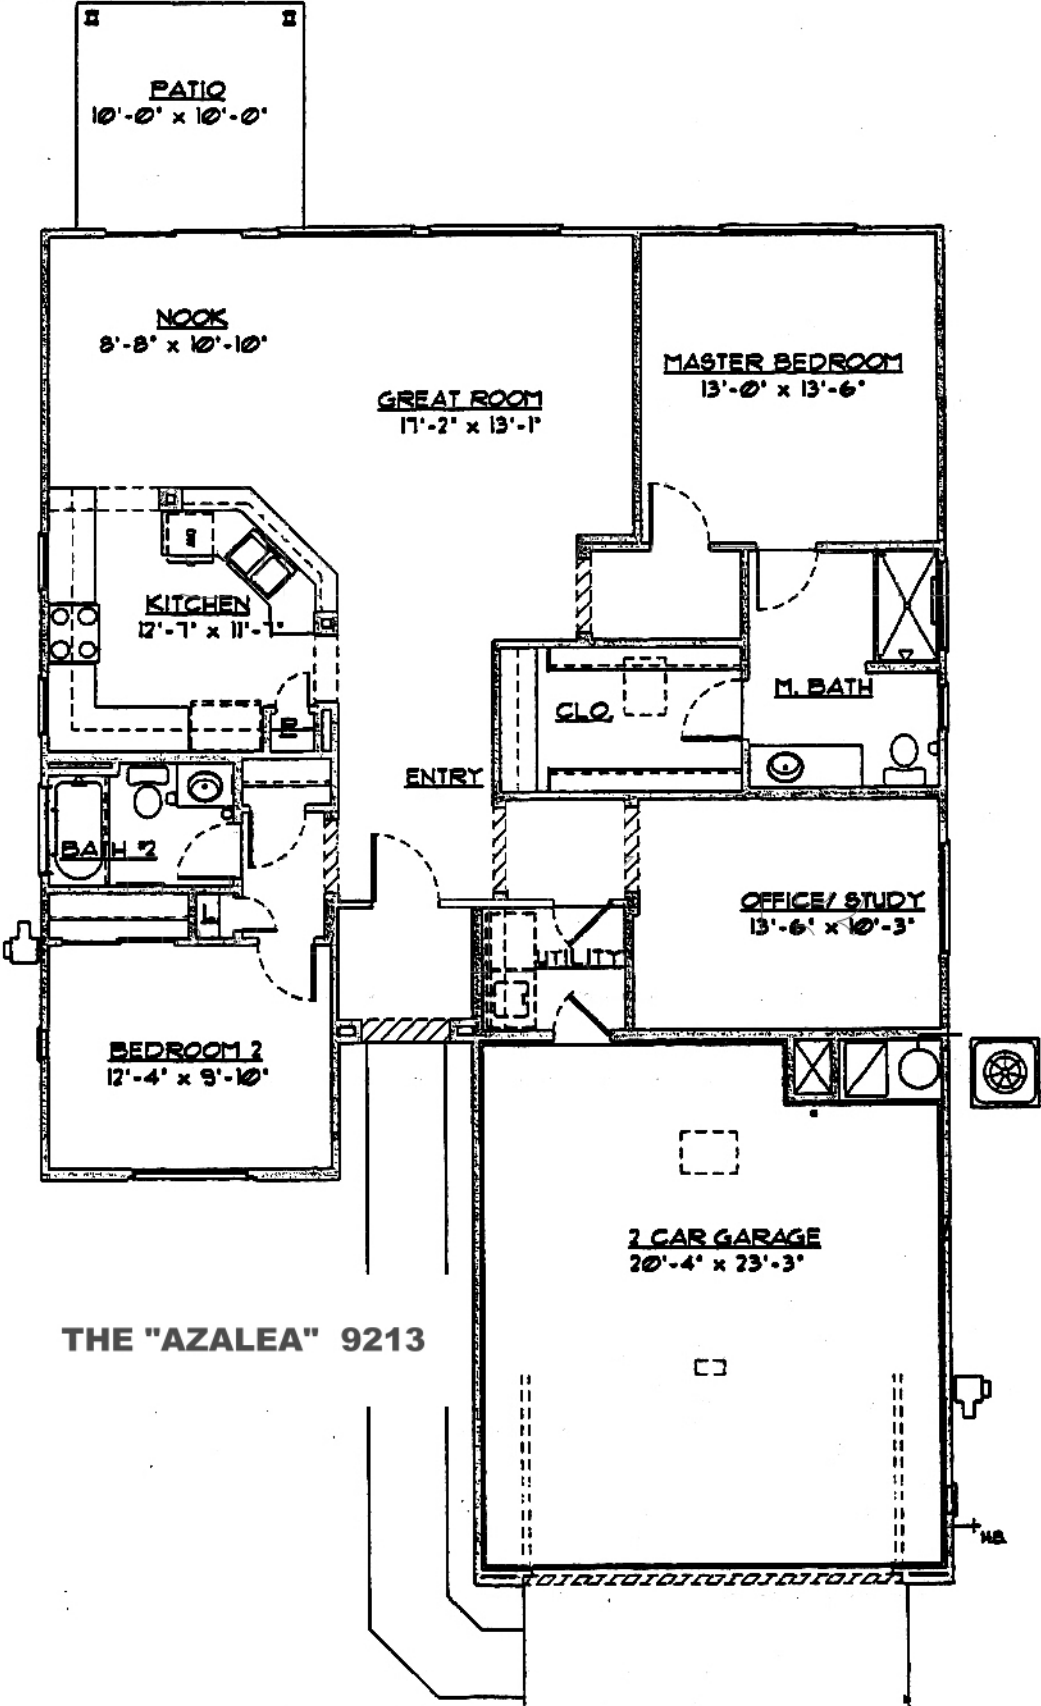 PATIO
10'-0" x 10'-0"
NOOK
8'-8" x 10'-10"
MASTER BEDROOM
13'-0" x 13'-6"
GREAT ROOM
17'-2" x 13'-1"
DW
KITCHEN
12'-7" x 11'-7"
P
M. BATH
CLO.
ENTRY
BATH #2
L
OFFICE/ STUDY
13'-6" x 10'-3"
UTILITY
BEDROOM 2
12'-4" x 9'-10"
2 CAR GARAGE
20'-4" x 23'-3"
THE "AZALEA" 9213
H.B.